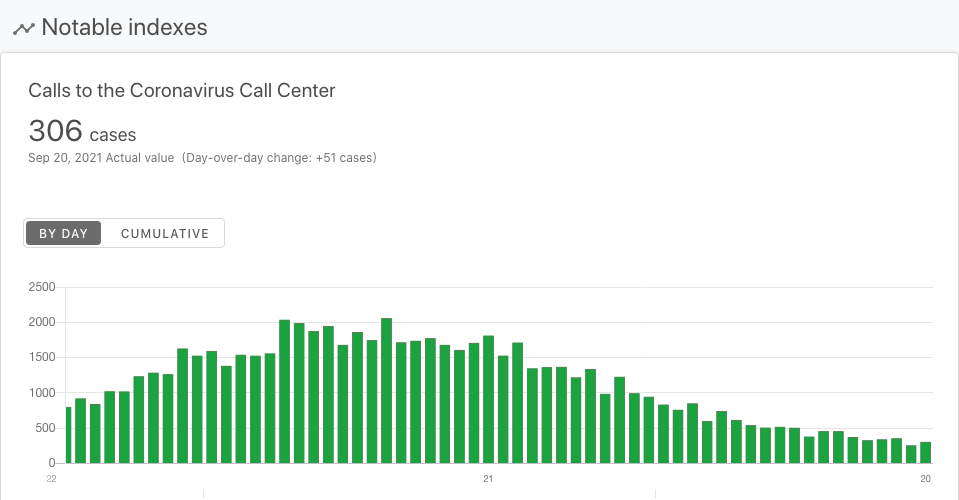 Notable indexes
Calls to the Coronavirus Call Center
306 cases
Sep 20, 2021 Actual value (Day-over-day change: +51 cases)
BY DAY CUMULATIVE
2500
2000
1500
1000
500
0
22 21 20